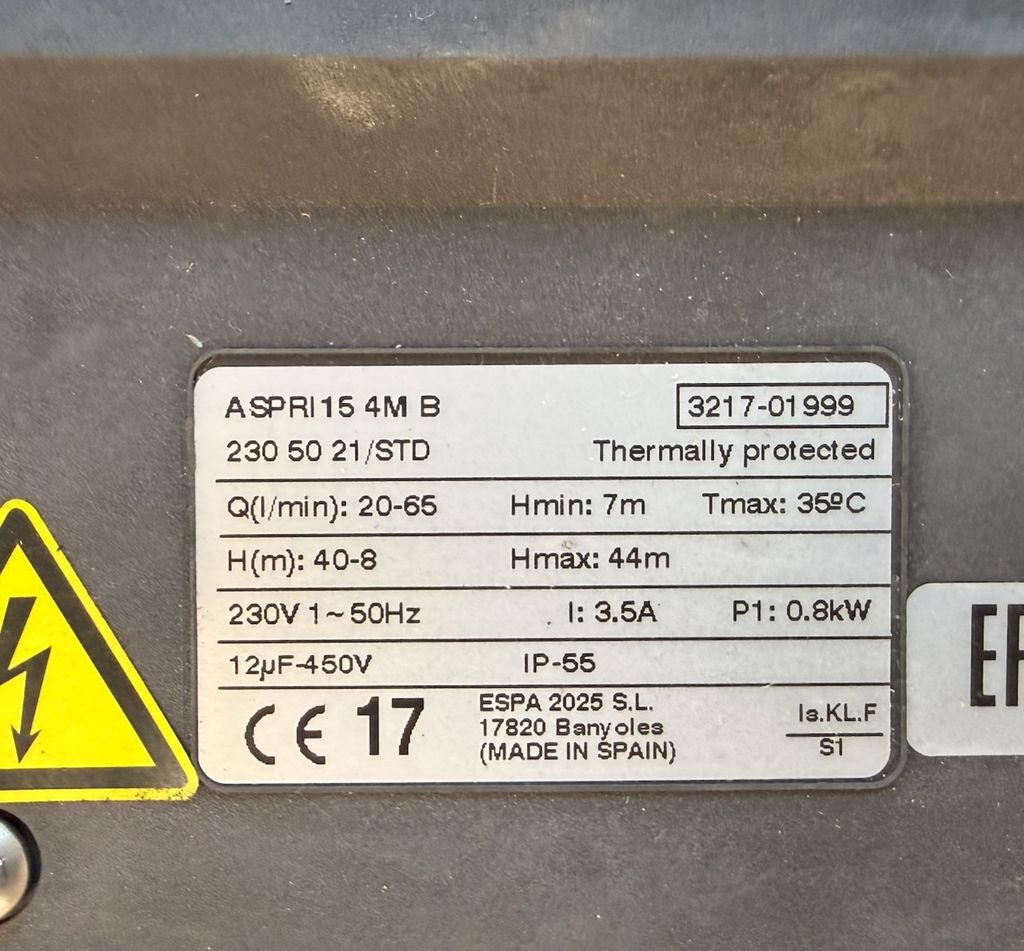 ASPRI15 4M B
3217-01999
230 50 21/STD
Thermally protected
Q(l/min): 20-65
Hmin: 7m
Tmax: 35ºC
H(m): 40-8
Hmax: 44m
230V 1~50Hz
I: 3.5A
P1: 0.8kW
12µF-450V
IP-55
CE 17
ESPA 2025 S.L.
17820 Banyoles
(MADE IN SPAIN)
Is.KL.F
S1